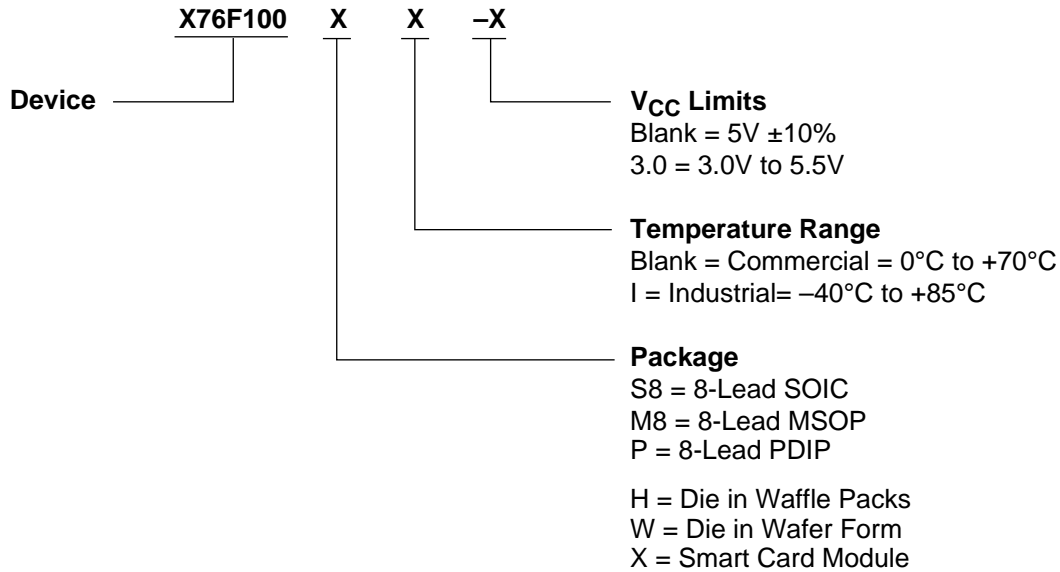 X76F100 X X –X
Device
VCC Limits
Blank = 5V ±10%
3.0 = 3.0V to 5.5V
Temperature Range
Blank = Commercial = 0°C to +70°C
I = Industrial= –40°C to +85°C
Package
S8 = 8-Lead SOIC
M8 = 8-Lead MSOP
P = 8-Lead PDIP
H = Die in Waffle Packs
W = Die in Wafer Form
X = Smart Card Module